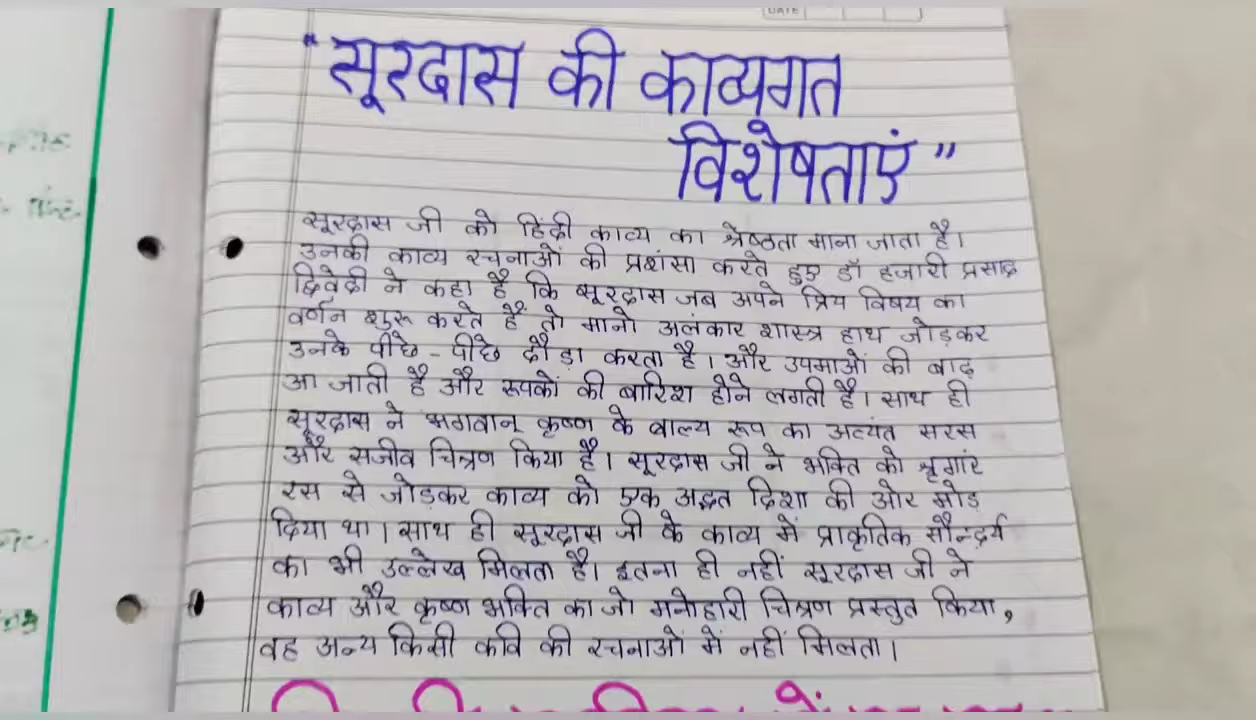 DATE
"सूरदास की काव्यगत
विशेषताएं"
सूरदास जी को हिंदी काव्य का श्रेष्ठता माना जाता है।
उनकी काव्य रचनाओं की प्रशंसा करते हुए डॉ हजारी प्रसाद
द्विवेदी ने कहा है कि सूरदास जब अपने प्रिय विषय का
वर्णन शुरू करते हैं तो मानो अलंकार शास्त्र हाथ जोड़कर
उनके पीछे - पीछे दौड़ा करता है। और उपमाओं की बाढ़
आ जाती है और रूपकों की बारिश होने लगती है। साथ ही
सूरदास ने भगवान् कृष्ण के बाल्य रूप का अत्यंत सरस
और सजीव चित्रण किया है। सूरदास जी ने भक्ति को श्रृगांर
रस से जोड़कर काव्य को एक अद्भुत दिशा की ओर मोड़
दिया था। साथ ही सूरदास जी के काव्य में प्राकृतिक सौन्दर्य
का भी उल्लेख मिलता है। इतना ही नहीं सूरदास जी ने
काव्य और कृष्ण भक्ति का जो मनोहारी चित्रण प्रस्तुत किया,
वह अन्य किसी कवि की रचनाओं में नहीं मिलता।